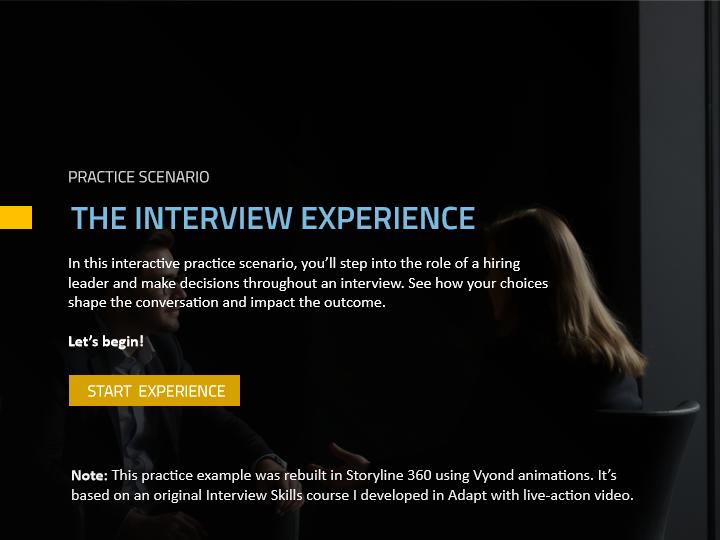 PRACTICE SCENARIO
THE INTERVIEW EXPERIENCE
In this interactive practice scenario, you'll step into the role of a hiring
leader and make decisions throughout an interview. See how your choices
shape the conversation and impact the outcome.
Let's begin!
START EXPERIENCE
Note: This practice example was rebuilt in Storyline 360 using Vyond animations. It's
based on an original Interview Skills course I developed in Adapt with live-action video.